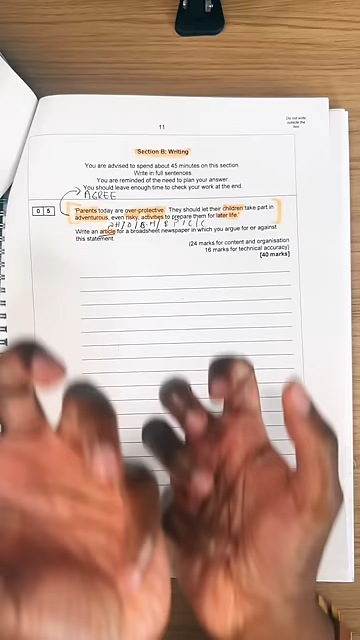 11
Do not write
outside the
box
Section B: Writing
You are advised to spend about 45 minutes on this section.
Write in full sentences.
You are reminded of the need to plan your answer.
You should leave enough time to check your work at the end.
AGREE
0 5
'Parents today are over-protective. They should let their children take part in
adventurous, even risky, activities to prepare them for later life.'
Write an article for a broadsheet newspaper in which you argue for or against
this statement.
(24 marks for content and organisation
16 marks for technical accuracy)
[40 marks]